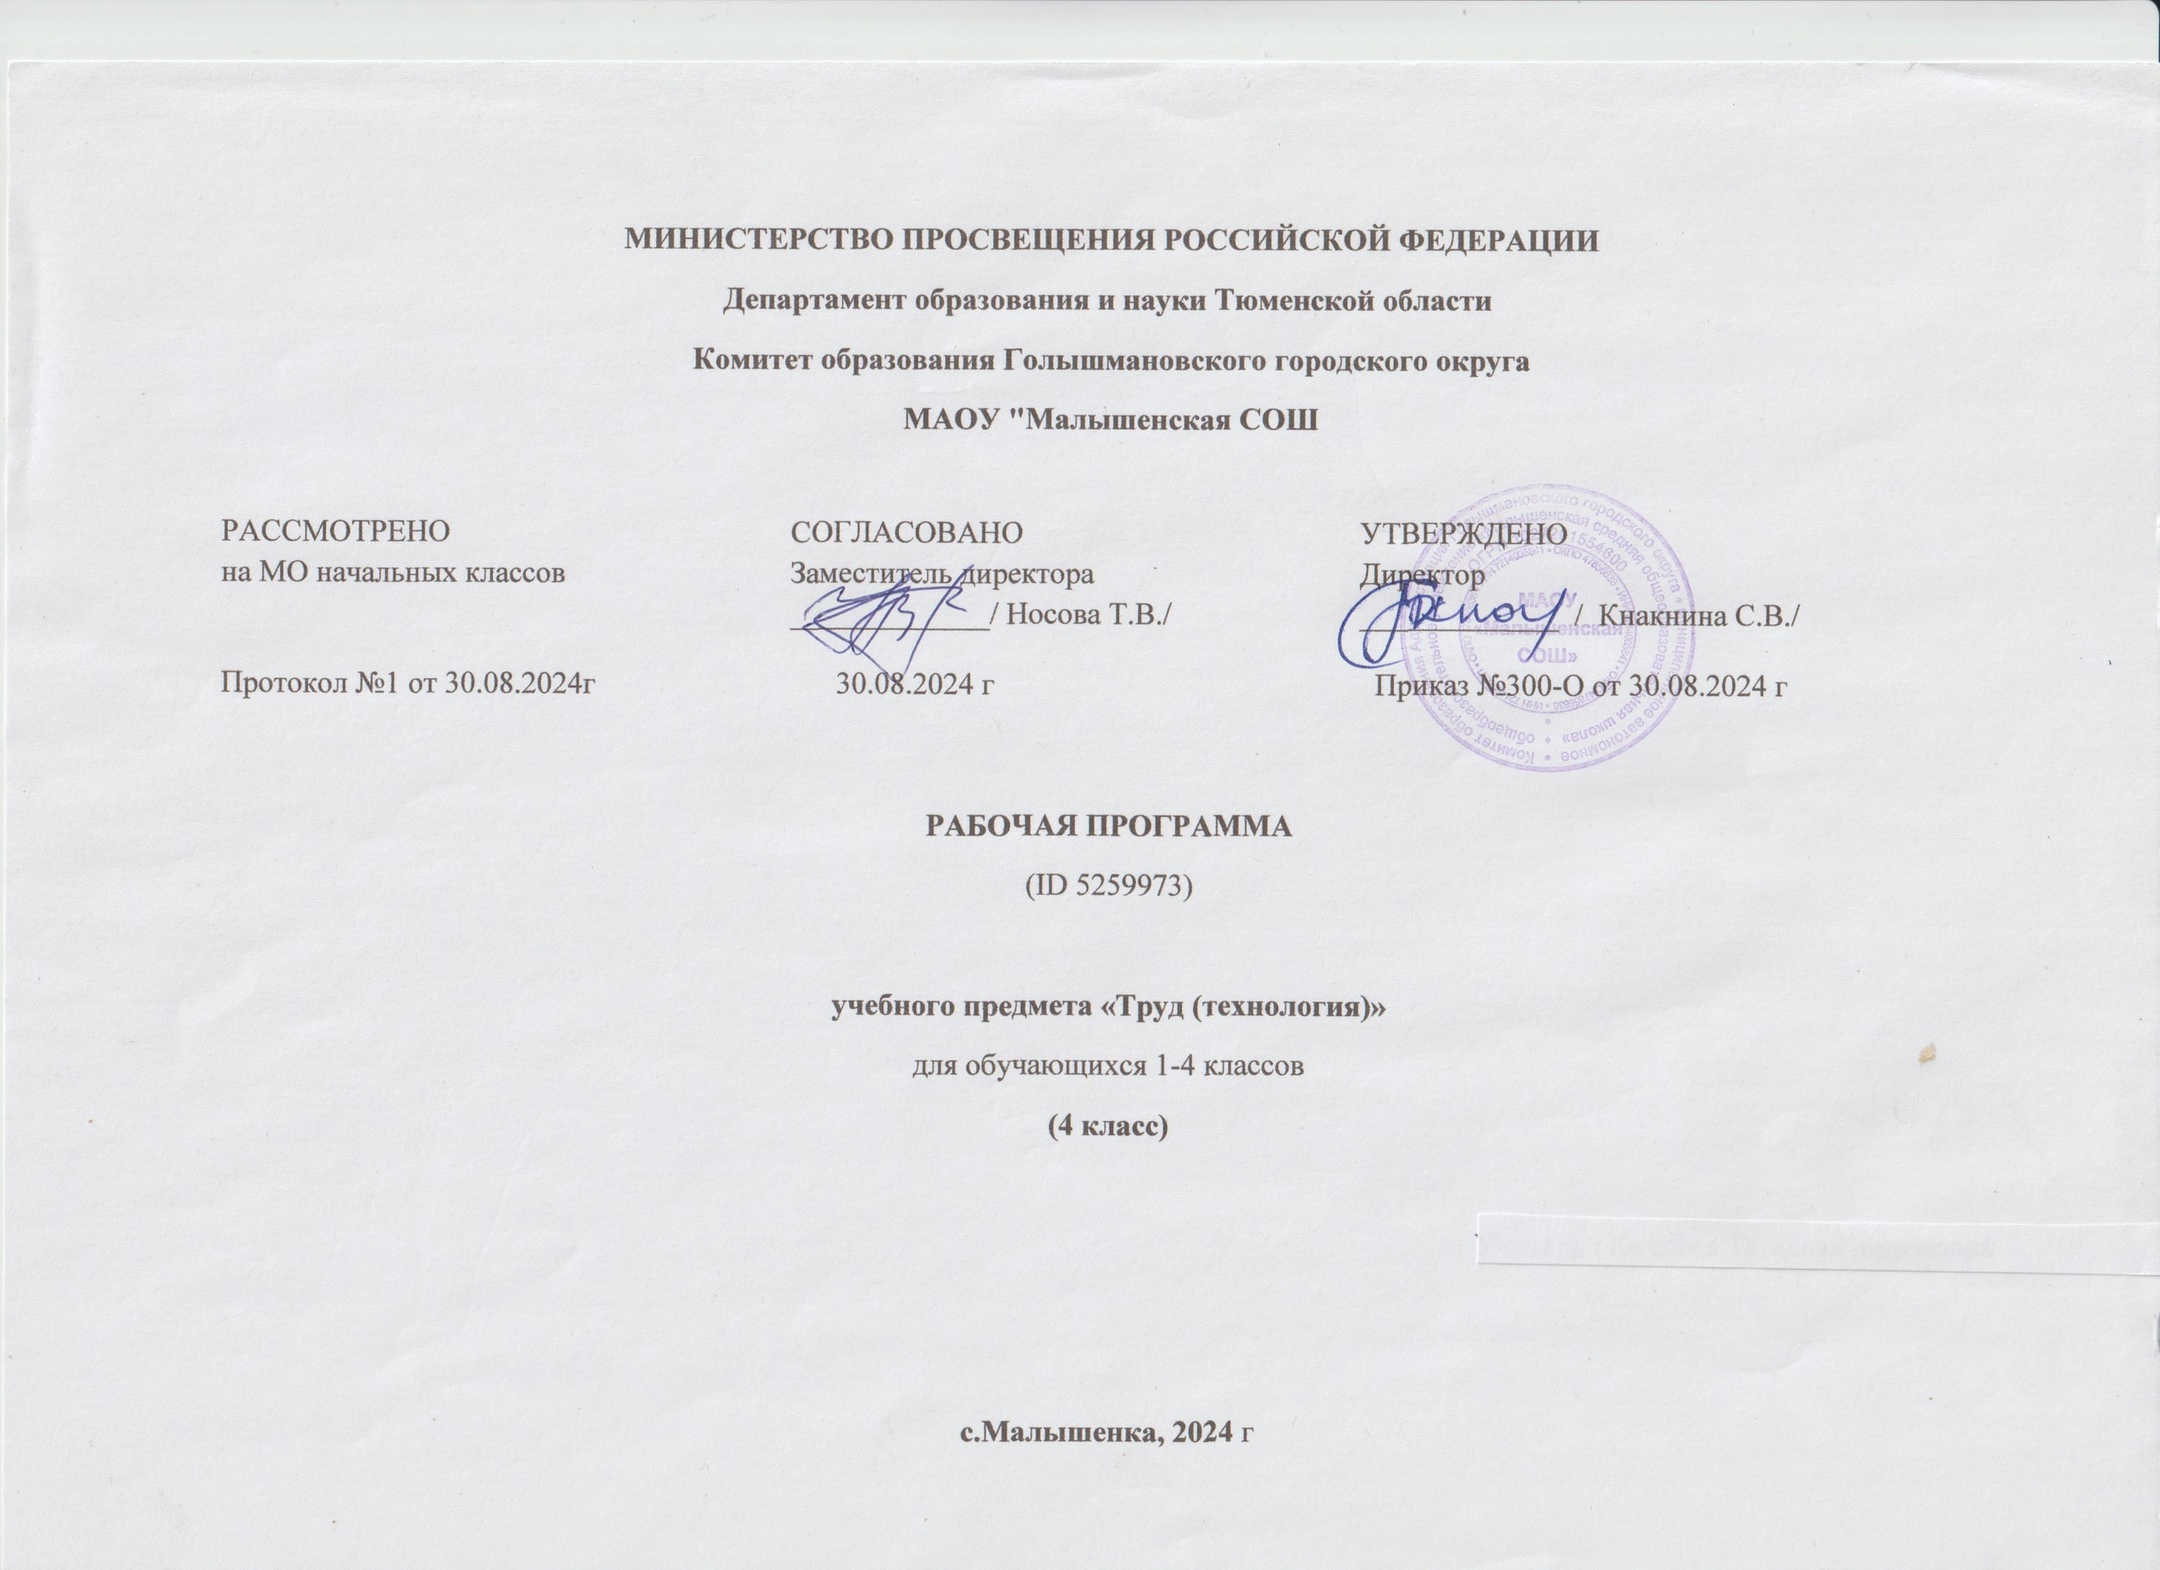 МИНИСТЕРСТВО ПРОСВЕЩЕНИЯ РОССИЙСКОЙ ФЕДЕРАЦИИ
Департамент образования и науки Тюменской области
Комитет образования Голышмановского городского округа
МАОУ "Малышенская СОШ
РАССМОТРЕНО
на МО начальных классов
Протокол №1 от 30.08.2024г
СОГЛАСОВАНО
Заместитель директора
/ Носова Т.В./
30.08.2024 г
УТВЕРЖДЕНО
Директор
/ Кнакнина С.В./
Приказ №300-О от 30.08.2024 г
МАОУ
«Малышенская
СОШ»
РАБОЧАЯ ПРОГРАММА
(ID 5259973)
учебного предмета «Труд (технология)»
для обучающихся 1-4 классов
(4 класс)
с.Малышенка, 2024 г